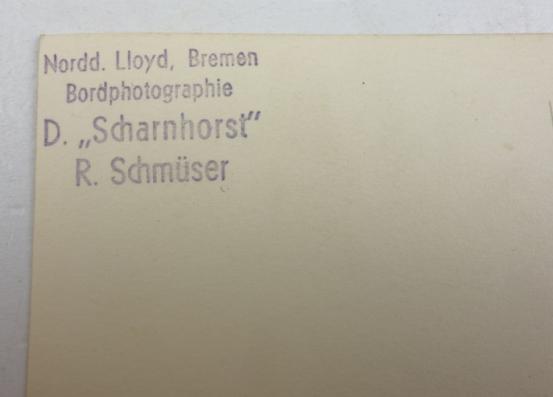 Nordd. Lloyd, Bremen
Bordphotographie
D. „Scharnhorst“
R. Schmüser